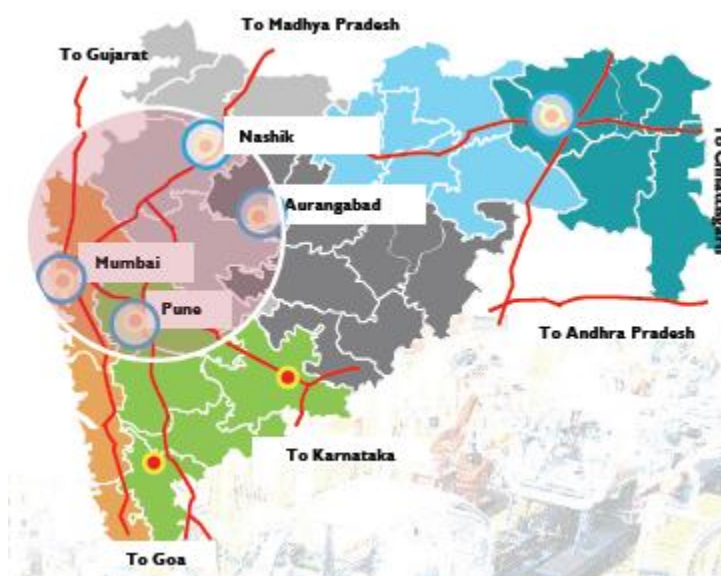 To Madhya Pradesh
To Gujarat
Nashik
Aurangabad
Mumbai
Pune
To Andhra Pradesh
To Karnataka
To Goa